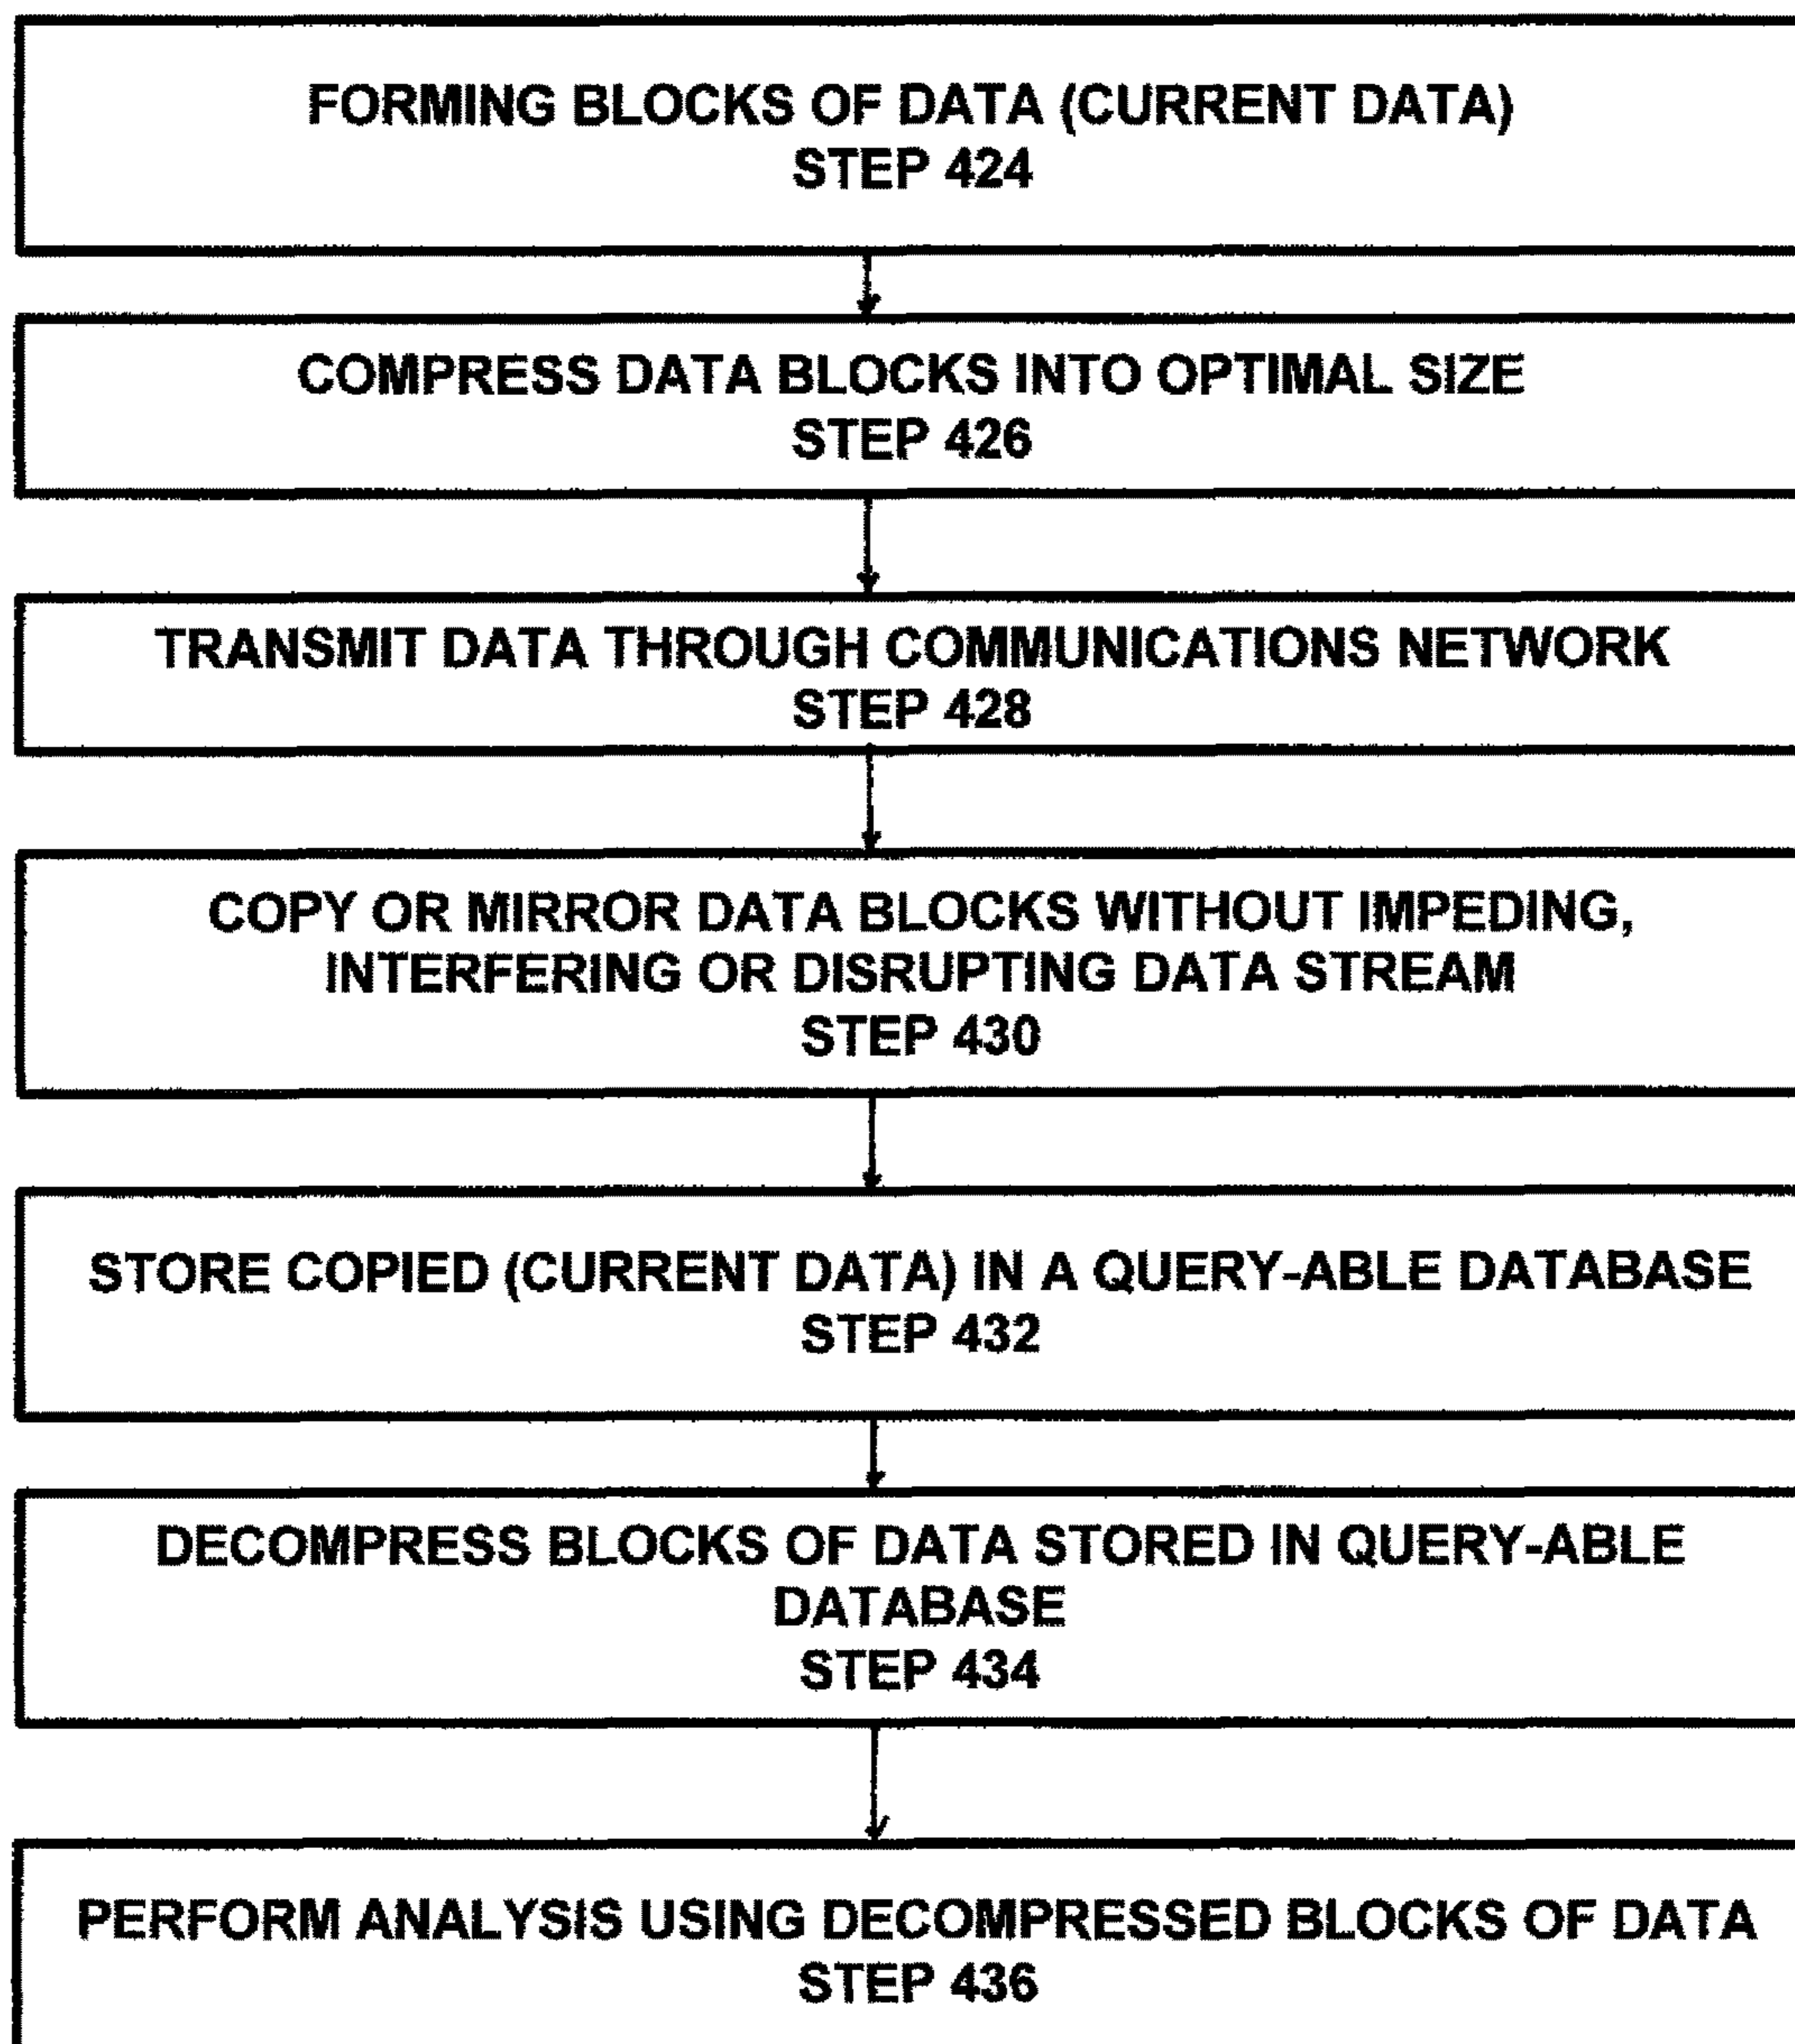 FORMING BLOCKS OF DATA (CURRENT DATA)
STEP 424
COMPRESS DATA BLOCKS INTO OPTIMAL SIZE
STEP 426
TRANSMIT DATA THROUGH COMMUNICATIONS NETWORK
STEP 428
COPY OR MIRROR DATA BLOCKS WITHOUT IMPEDING,
INTERFERING OR DISRUPTING DATA STREAM
STEP 430
STORE COPIED (CURRENT DATA) IN A QUERY-ABLE DATABASE
STEP 432
DECOMPRESS BLOCKS OF DATA STORED IN QUERY-ABLE
DATABASE
STEP 434
PERFORM ANALYSIS USING DECOMPRESSED BLOCKS OF DATA
STEP 436